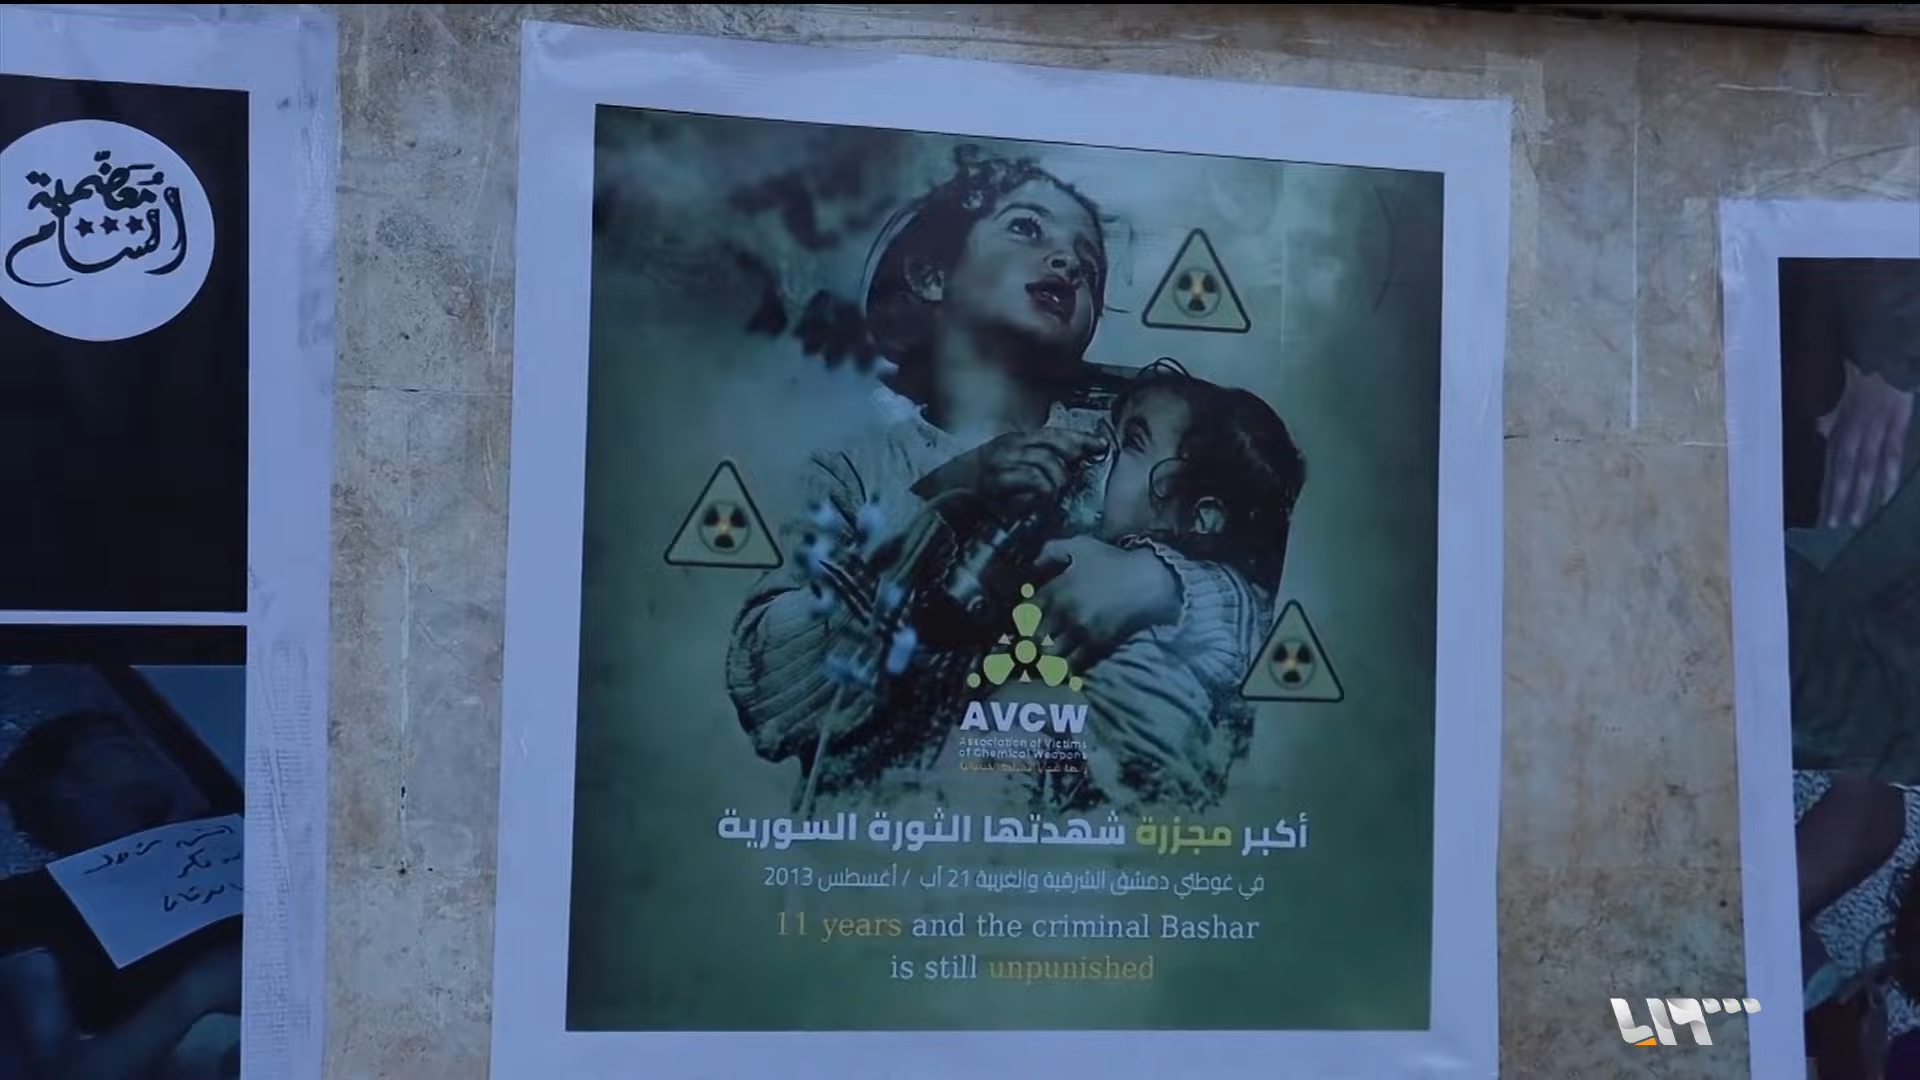 مُعَضَّمِيَّة
الشام
AVCW
Association of Victims
of Chemical Weapons
أكبر مجزرة شهدتها الثورة السورية
في غوطتي دمشق الشرقية والغربية 21 آب / أغسطس 2013
11 years and the criminal Bashar
is still unpunished